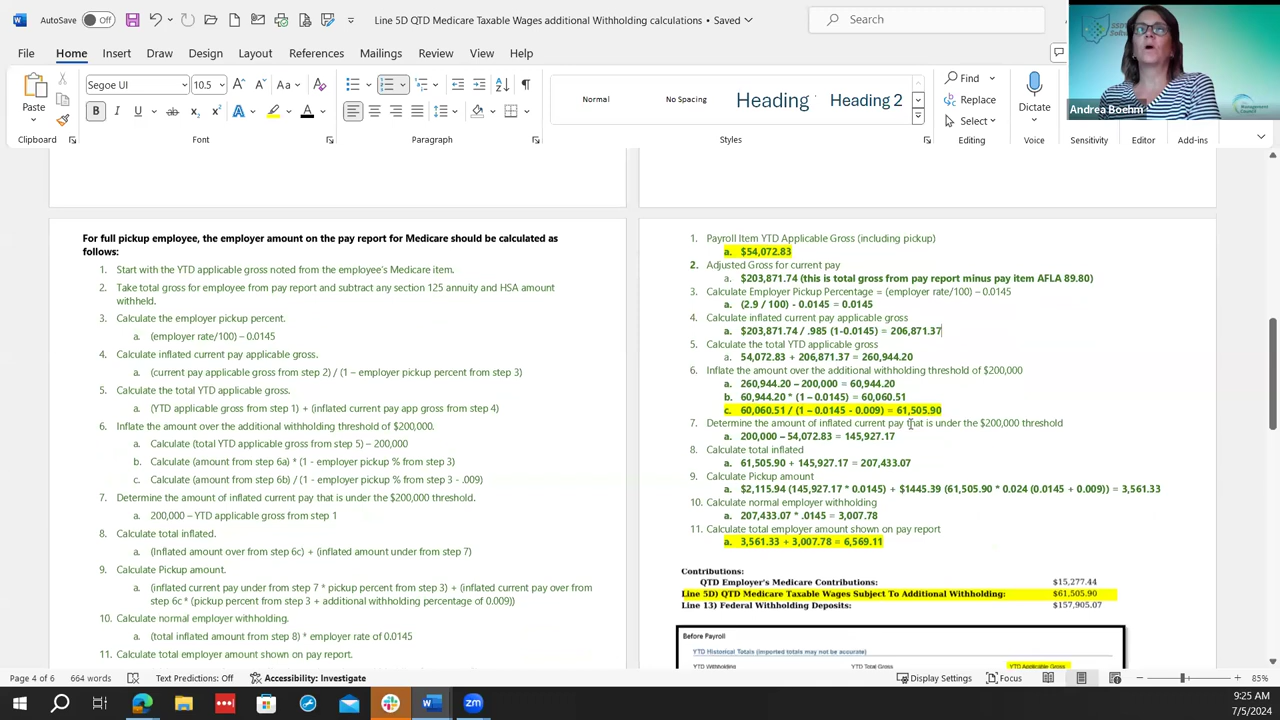 AutoSave Off
Line 5D QTD Medicare Taxable Wages additional Withholding calculations • Saved
Search
File Home Insert Draw Design Layout References Mailings Review View Help
Paste
Segoe UI 10.5
Normal No Spacing Heading Heading 2
Find
Replace
Select
Dictate
Clipboard Font Paragraph Styles Editing Voice Sensitivity Editor Add-ins
Andrea Boehm
For full pickup employee, the employer amount on the pay report for Medicare should be calculated as
follows:
1. Start with the YTD applicable gross noted from the employee's Medicare item.
2. Take total gross for employee from pay report and subtract any section 125 annuity and HSA amount
withheld.
3. Calculate the employer pickup percent.
a. (employer rate/100) – 0.0145
4. Calculate inflated current pay applicable gross.
a. (current pay applicable gross from step 2) / (1 – employer pickup percent from step 3)
5. Calculate the total YTD applicable gross.
a. (YTD applicable gross from step 1) + (inflated current pay app gross from step 4)
6. Inflate the amount over the additional withholding threshold of $200,000.
a. Calculate (total YTD applicable gross from step 5) – 200,000
b. Calculate (amount from step 6a) * (1 - employer pickup % from step 3)
c. Calculate (amount from step 6b) / (1 - employer pickup % from step 3 - .009)
7. Determine the amount of inflated current pay that is under the $200,000 threshold.
a. 200,000 – YTD applicable gross from step 1
8. Calculate total inflated.
a. (Inflated amount over from step 6c) + (inflated amount under from step 7)
9. Calculate Pickup amount.
a. (inflated current pay under from step 7 * pickup percent from step 3) + (inflated current pay over from
step 6c * (pickup percent from step 3 + additional withholding percentage of 0.009))
10. Calculate normal employer withholding.
a. (total inflated amount from step 8) * employer rate of 0.0145
11. Calculate total employer amount shown on pay report.
1. Payroll Item YTD Applicable Gross (including pickup)
a. $54,072.83
2. Adjusted Gross for current pay
a. $203,871.74 (this is total gross from pay report minus pay item AFLA 89.80)
3. Calculate Employer Pickup Percentage = (employer rate/100) – 0.0145
a. (2.9 / 100) - 0.0145 = 0.0145
4. Calculate inflated current pay applicable gross
a. $203,871.74 / .985 (1-0.0145) = 206,871.37
5. Calculate the total YTD applicable gross
a. 54,072.83 + 206,871.37 = 260,944.20
6. Inflate the amount over the additional withholding threshold of $200,000
a. 260,944.20 – 200,000 = 60,944.20
b. 60,944.20 * (1 – 0.0145) = 60,060.51
c. 60,060.51 / (1 – 0.0145 - 0.009) = 61,505.90
7. Determine the amount of inflated current pay that is under the $200,000 threshold
a. 200,000 – 54,072.83 = 145,927.17
8. Calculate total inflated
a. 61,505.90 + 145,927.17 = 207,433.07
9. Calculate Pickup amount
a. $2,115.94 (145,927.17 * 0.0145) + $1445.39 (61,505.90 * 0.024 (0.0145 + 0.009)) = 3,561.33
10. Calculate normal employer withholding
a. 207,433.07 * .0145 = 3,007.78
11. Calculate total employer amount shown on pay report
a. 3,561.33 + 3,007.78 = 6,569.11
Contributions:
QTD Employer's Medicare Contributions: $15,277.44
Line 5D) QTD Medicare Taxable Wages Subject To Additional Withholding: $61,505.90
Line 13) Federal Withholding Deposits: $157,905.07
Before Payroll
YTD Historical Totals (imported totals may not be accurate)
YTD Withholding YTD Total Gross YTD Applicable Gross
Page 4 of 6 664 words Accessibility: Investigate Display Settings Focus 85%
9:25 AM
7/5/2024